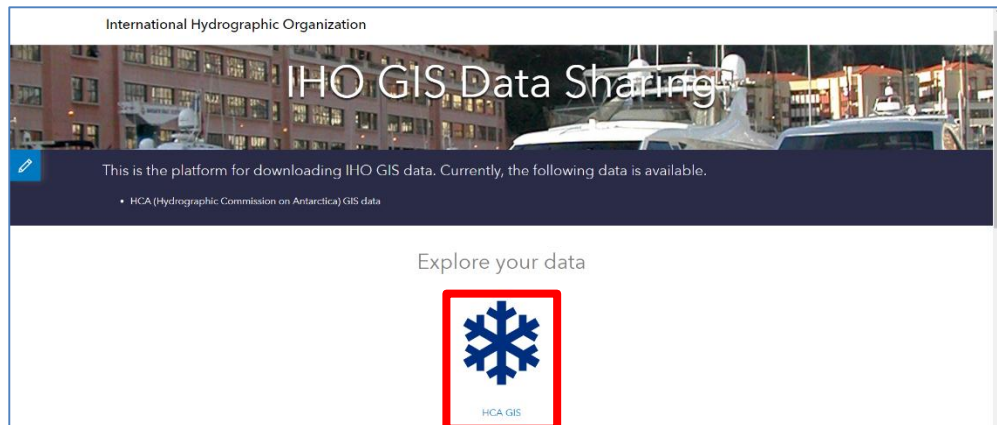 International Hydrographic Organization
IHO GIS Data Sharing
This is the platform for downloading IHO GIS data. Currently, the following data is available.
• HCA (Hydrographic Commission on Antarctica) GIS data
Explore your data
HCA GIS